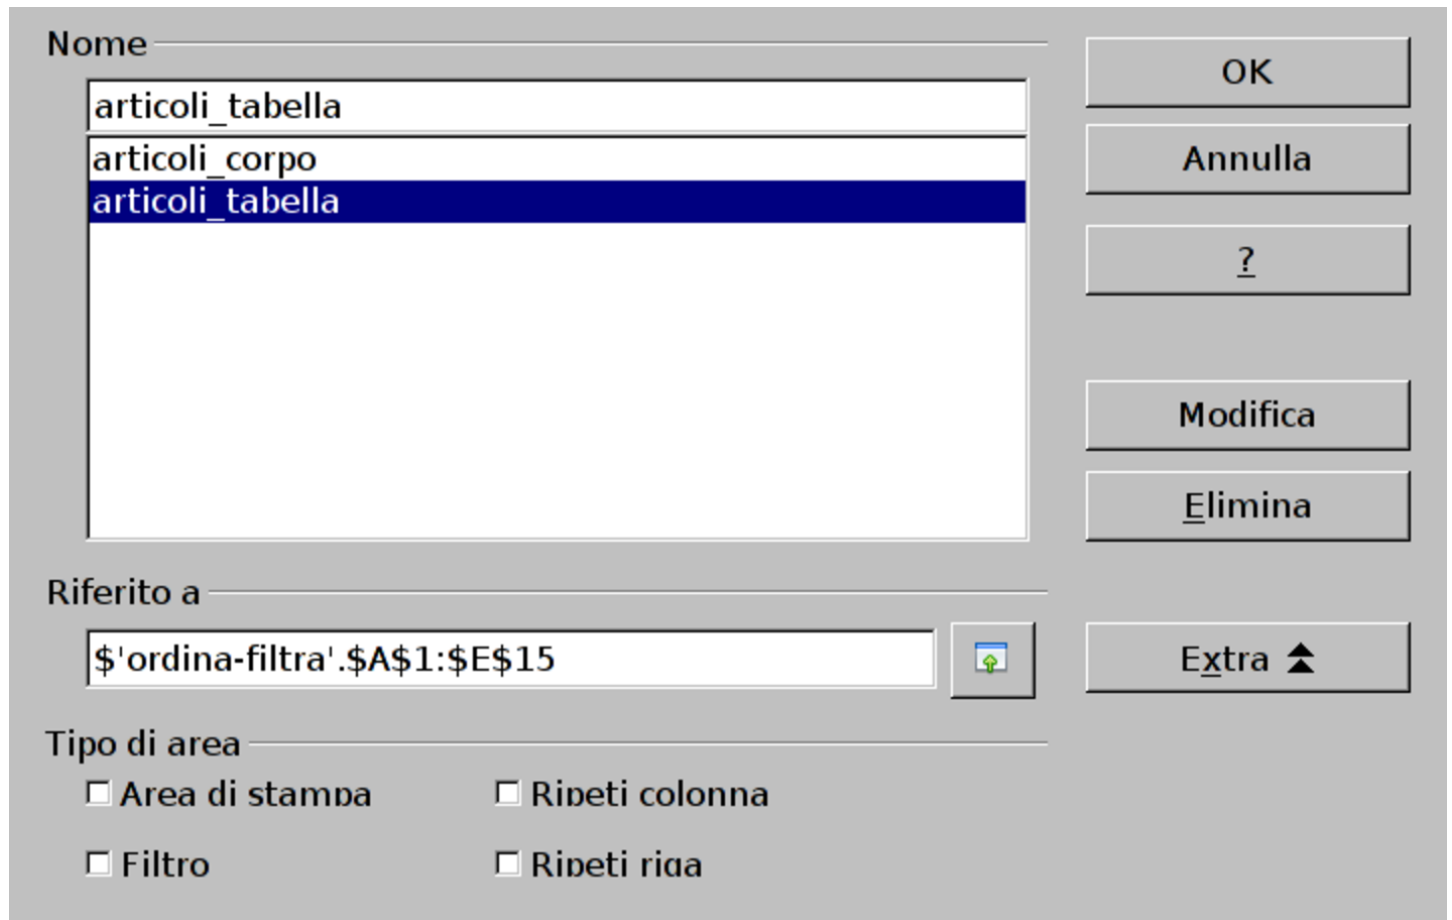 Nome
articoli_tabella
articoli_corpo
articoli_tabella
OK
Annulla
?
Modifica
Elimina
Riferito a
$'ordina-filtra'.$A$1:$E$15
Extra
Tipo di area
Area di stampa
Ripeti colonna
Filtro
Ripeti riga